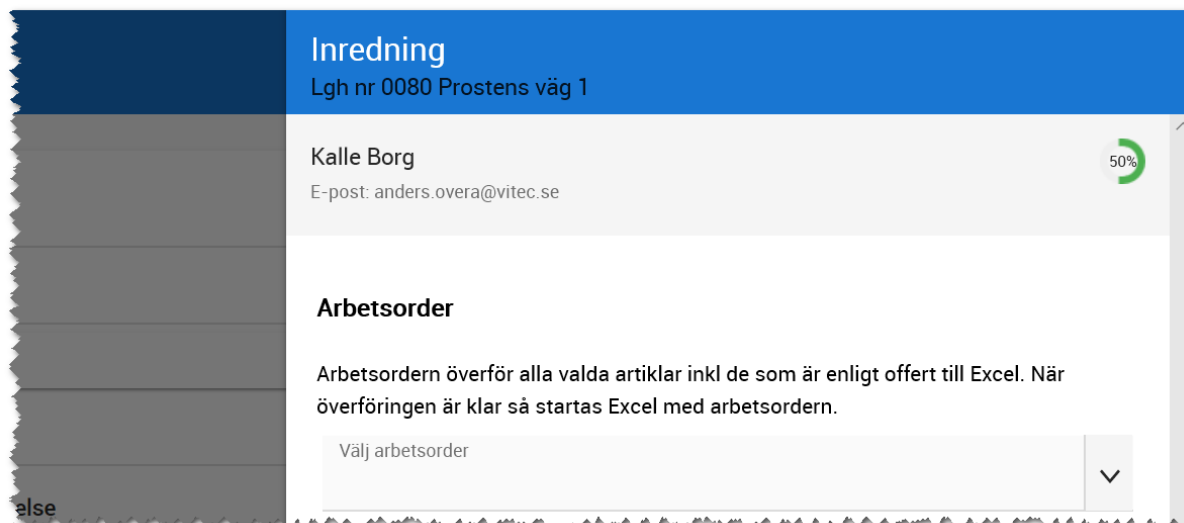 Inredning
Lgh nr 0080 Prostens väg 1
Kalle Borg
50%
E-post: anders.overa@vitec.se
Arbetsorder
Arbetsordern överför alla valda artiklar inkl de som är enligt offert till Excel. När
överföringen är klar så startas Excel med arbetsordern.
Välj arbetsorder
else